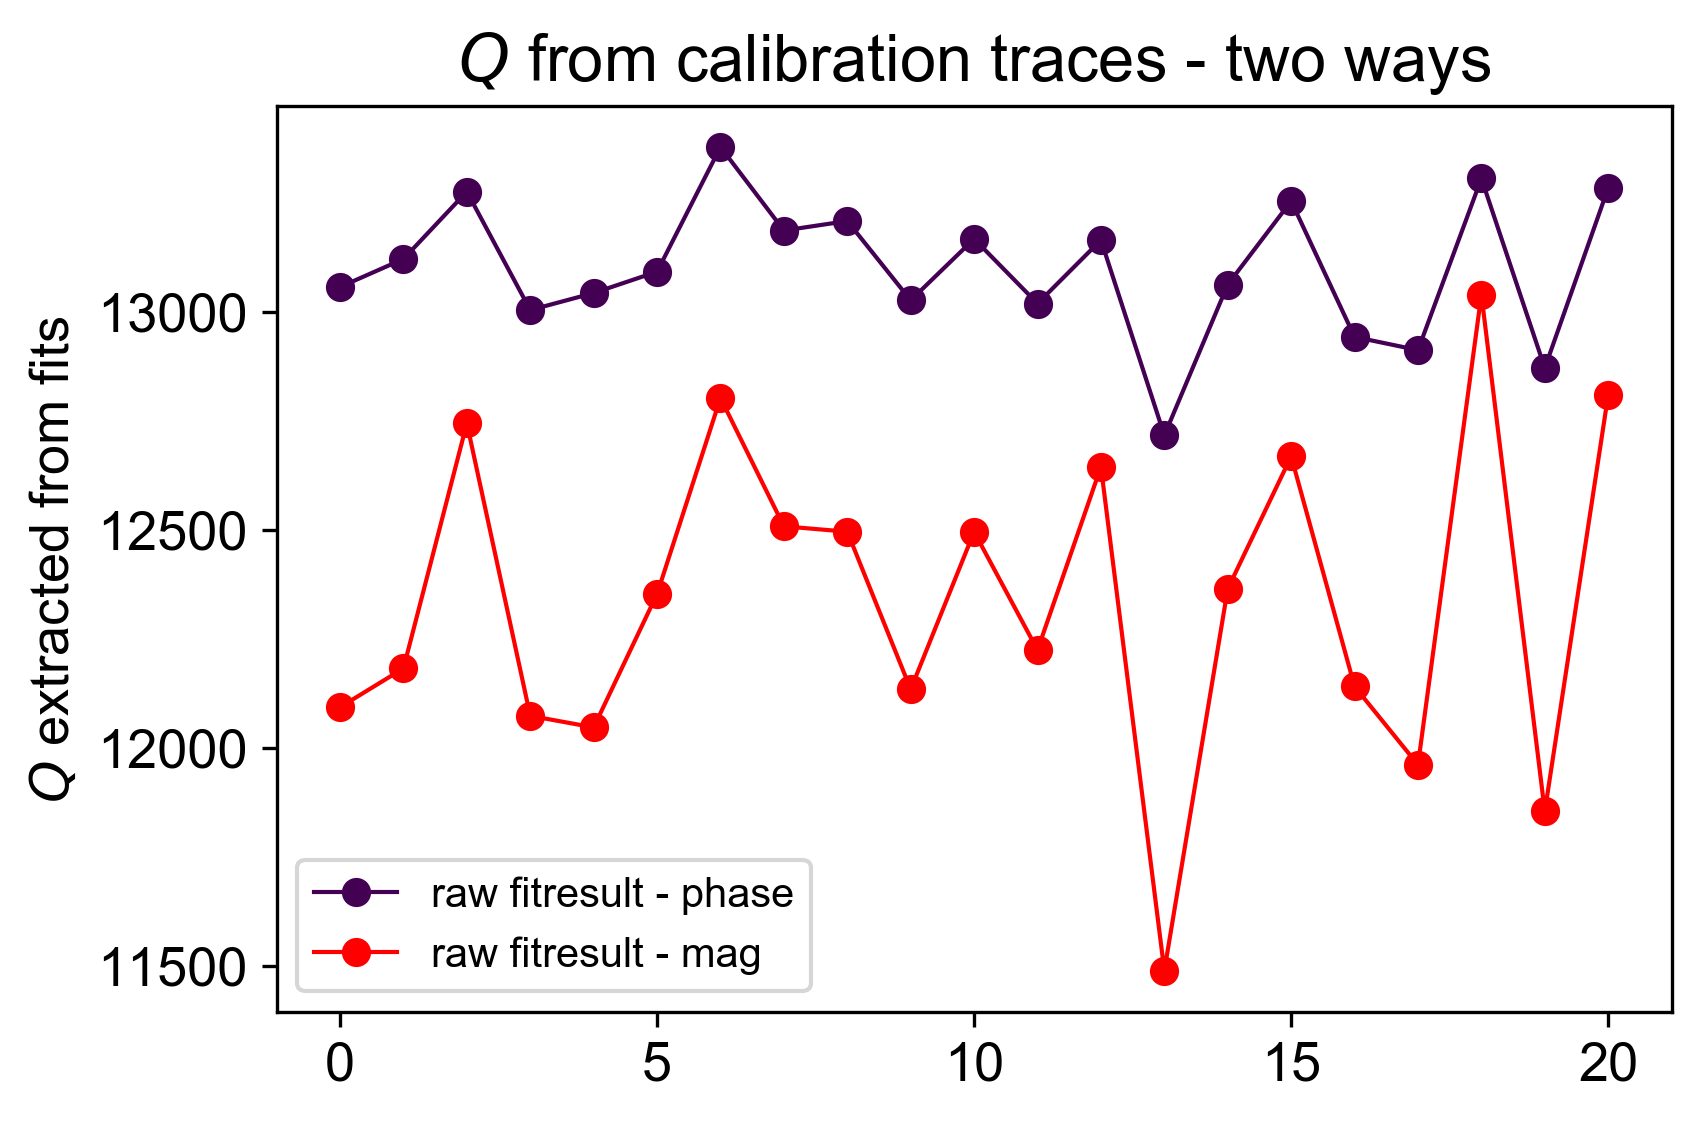 Q from calibration traces - two ways
Q extracted from fits
13000
12500
12000
11500
raw fitresult - phase
raw fitresult - mag
0 5 10 15 20